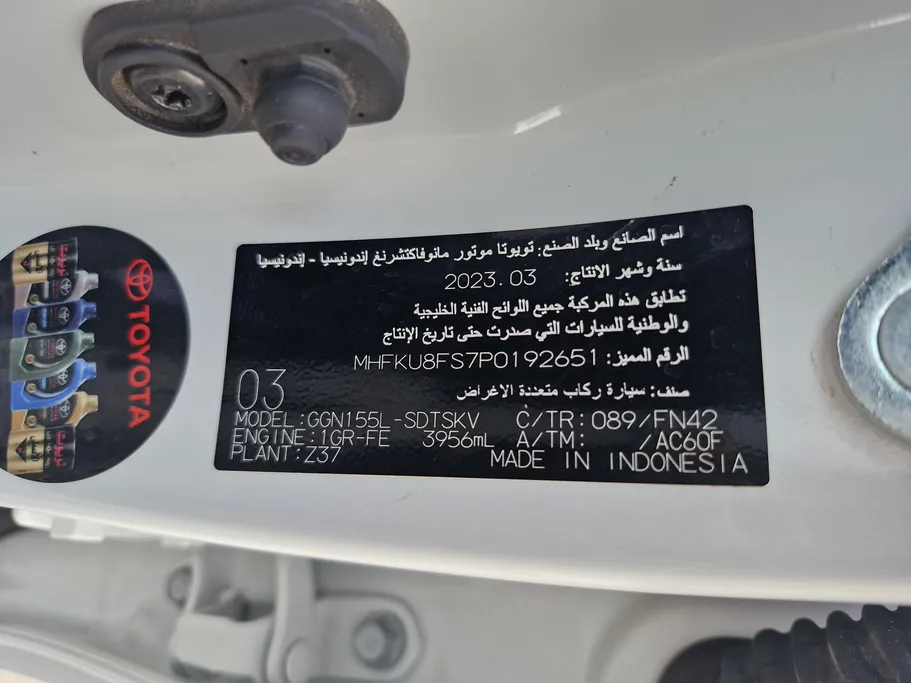 اسم الصانع وبلد الصنع: تويوتا موتور مانوفاكتشرنغ إندونيسيا - إندونيسيا
سنة وشهر الانتاج: 2023.03
تطابق هذه المركبة جميع اللوائح الفنية الخليجية
والوطنية للسيارات التي صدرت حتى تاريخ الإنتاج
الرقم المميز: MHFKU8FS7P0192651
صنف: سيارة ركاب متعددة الاغراض
03
MODEL:GGN155L-SDTSKV C/TR:089/FN42
ENGINE:1GR-FE 3956mL A/TM: /AC60F
PLANT:Z37 MADE IN INDONESIA
TOYOTA